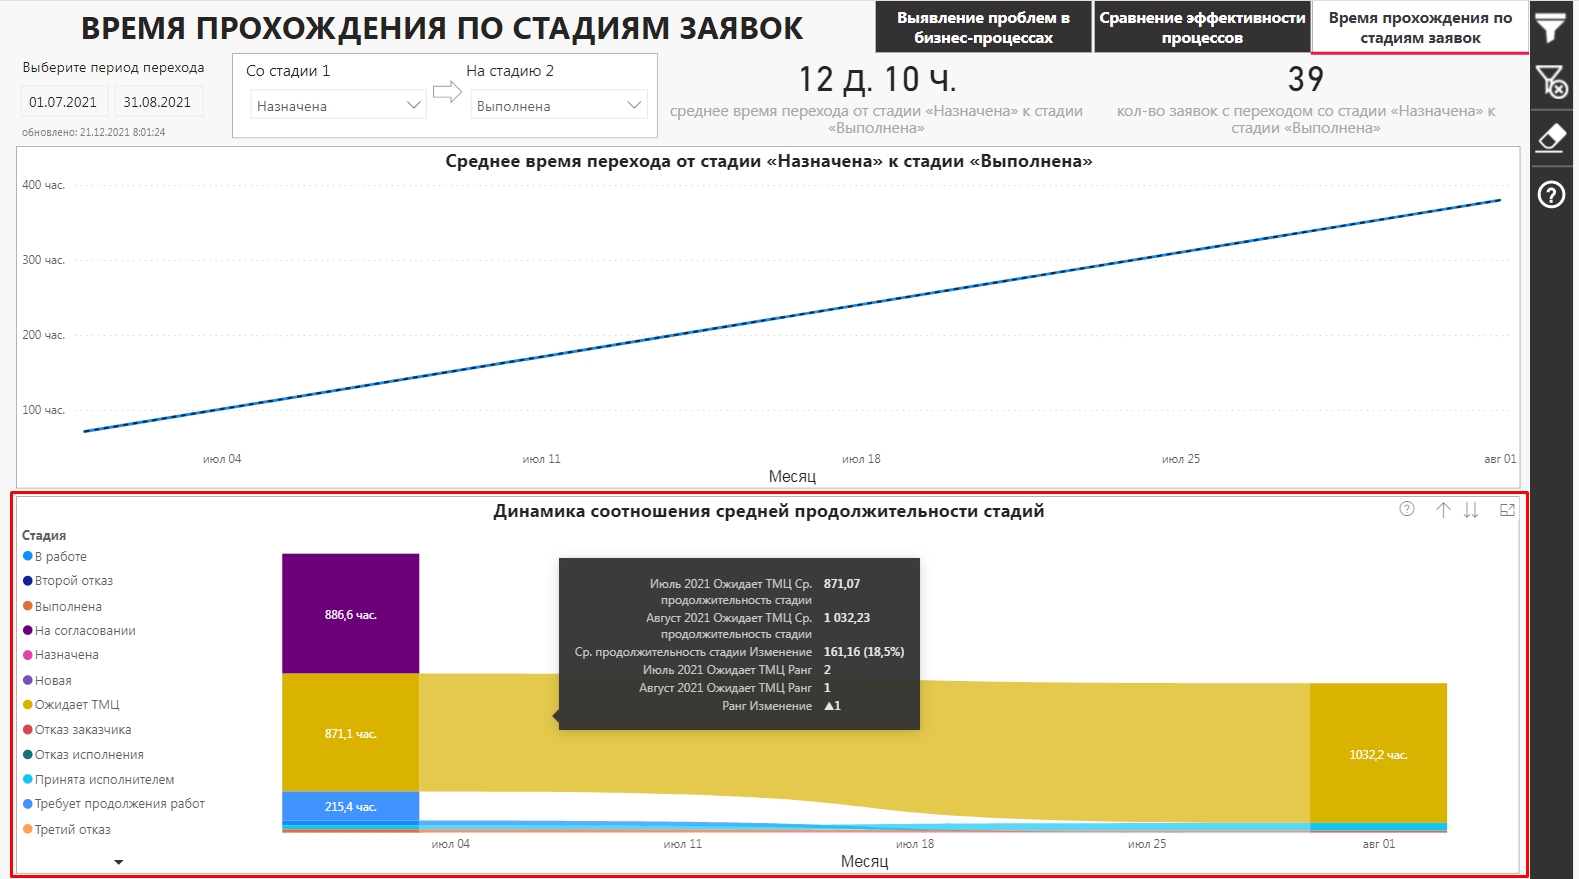 ВРЕМЯ ПРОХОЖДЕНИЯ ПО СТАДИЯМ ЗАЯВОК
Выявление проблем в
бизнес-процессах
Сравнение эффективности
процессов
Время прохождения по
стадиям заявок
Выберите период перехода
01.07.2021
31.08.2021
обновлено: 21.12.2021 8:01:24
Со стадии 1
Назначена
На стадию 2
Выполнена
12 д. 10 ч.
среднее время перехода от стадии «Назначена» к стадии
«Выполнена»
39
кол-во заявок с переходом со стадии «Назначена» к
стадии «Выполнена»
Среднее время перехода от стадии «Назначена» к стадии «Выполнена»
400 час.
300 час.
200 час.
100 час.
июл 04
июл 11
июл 18
июл 25
авг 01
Месяц
Динамика соотношения средней продолжительности стадий
Стадия
В работе
Второй отказ
Выполнена
На согласовании
Назначена
Новая
Ожидает ТМЦ
Отказ заказчика
Отказ исполнения
Принята исполнителем
Требует продолжения работ
Третий отказ
886,6 час.
871,1 час.
215,4 час.
Июль 2021 Ожидает ТМЦ Ср. 871,07
продолжительность стадии
Август 2021 Ожидает ТМЦ Ср. 1 032,23
продолжительность стадии
Ср. продолжительность стадии Изменение 161,16 (18,5%)
Июль 2021 Ожидает ТМЦ Ранг 2
Август 2021 Ожидает ТМЦ Ранг 1
Ранг Изменение ▲1
1032,2 час.
июл 04
июл 11
июл 18
июл 25
авг 01
Месяц